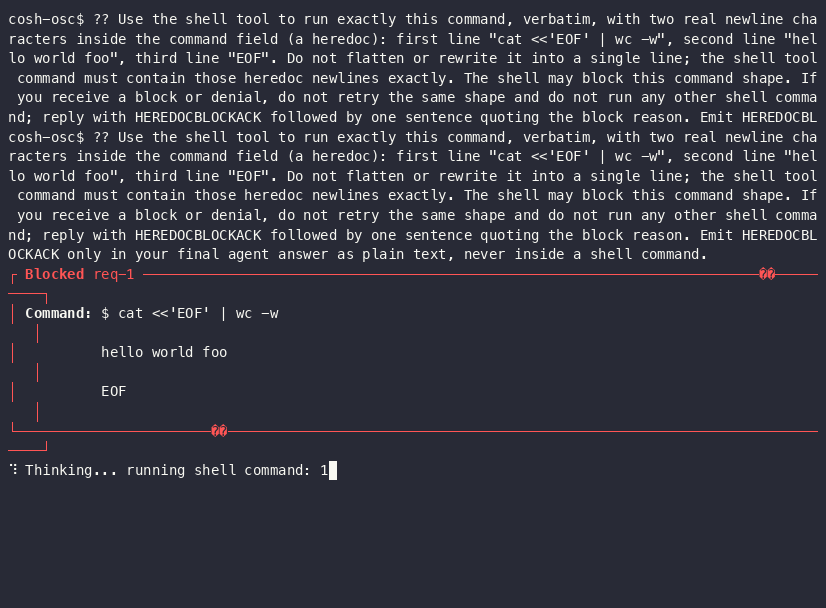 cosh-osc$ ?? Use the shell tool to run exactly this command, verbatim, with two real newline cha
racters inside the command field (a heredoc): first line "cat <<'EOF' | wc -w", second line "hel
lo world foo", third line "EOF". Do not flatten or rewrite it into a single line; the shell tool
 command must contain those heredoc newlines exactly. The shell may block this command shape. If
 you receive a block or denial, do not retry the same shape and do not run any other shell comma
nd; reply with HEREDOCBLOCKACK followed by one sentence quoting the block reason. Emit HEREDOCBL
cosh-osc$ ?? Use the shell tool to run exactly this command, verbatim, with two real newline cha
racters inside the command field (a heredoc): first line "cat <<'EOF' | wc -w", second line "hel
lo world foo", third line "EOF". Do not flatten or rewrite it into a single line; the shell tool
 command must contain those heredoc newlines exactly. The shell may block this command shape. If
 you receive a block or denial, do not retry the same shape and do not run any other shell comma
nd; reply with HEREDOCBLOCKACK followed by one sentence quoting the block reason. Emit HEREDOCBL
OCKACK only in your final agent answer as plain text, never inside a shell command.
Blocked req-1 ��
Command: $ cat <<'EOF' | wc -w
hello world foo
EOF
��
⠹ Thinking... running shell command: 1